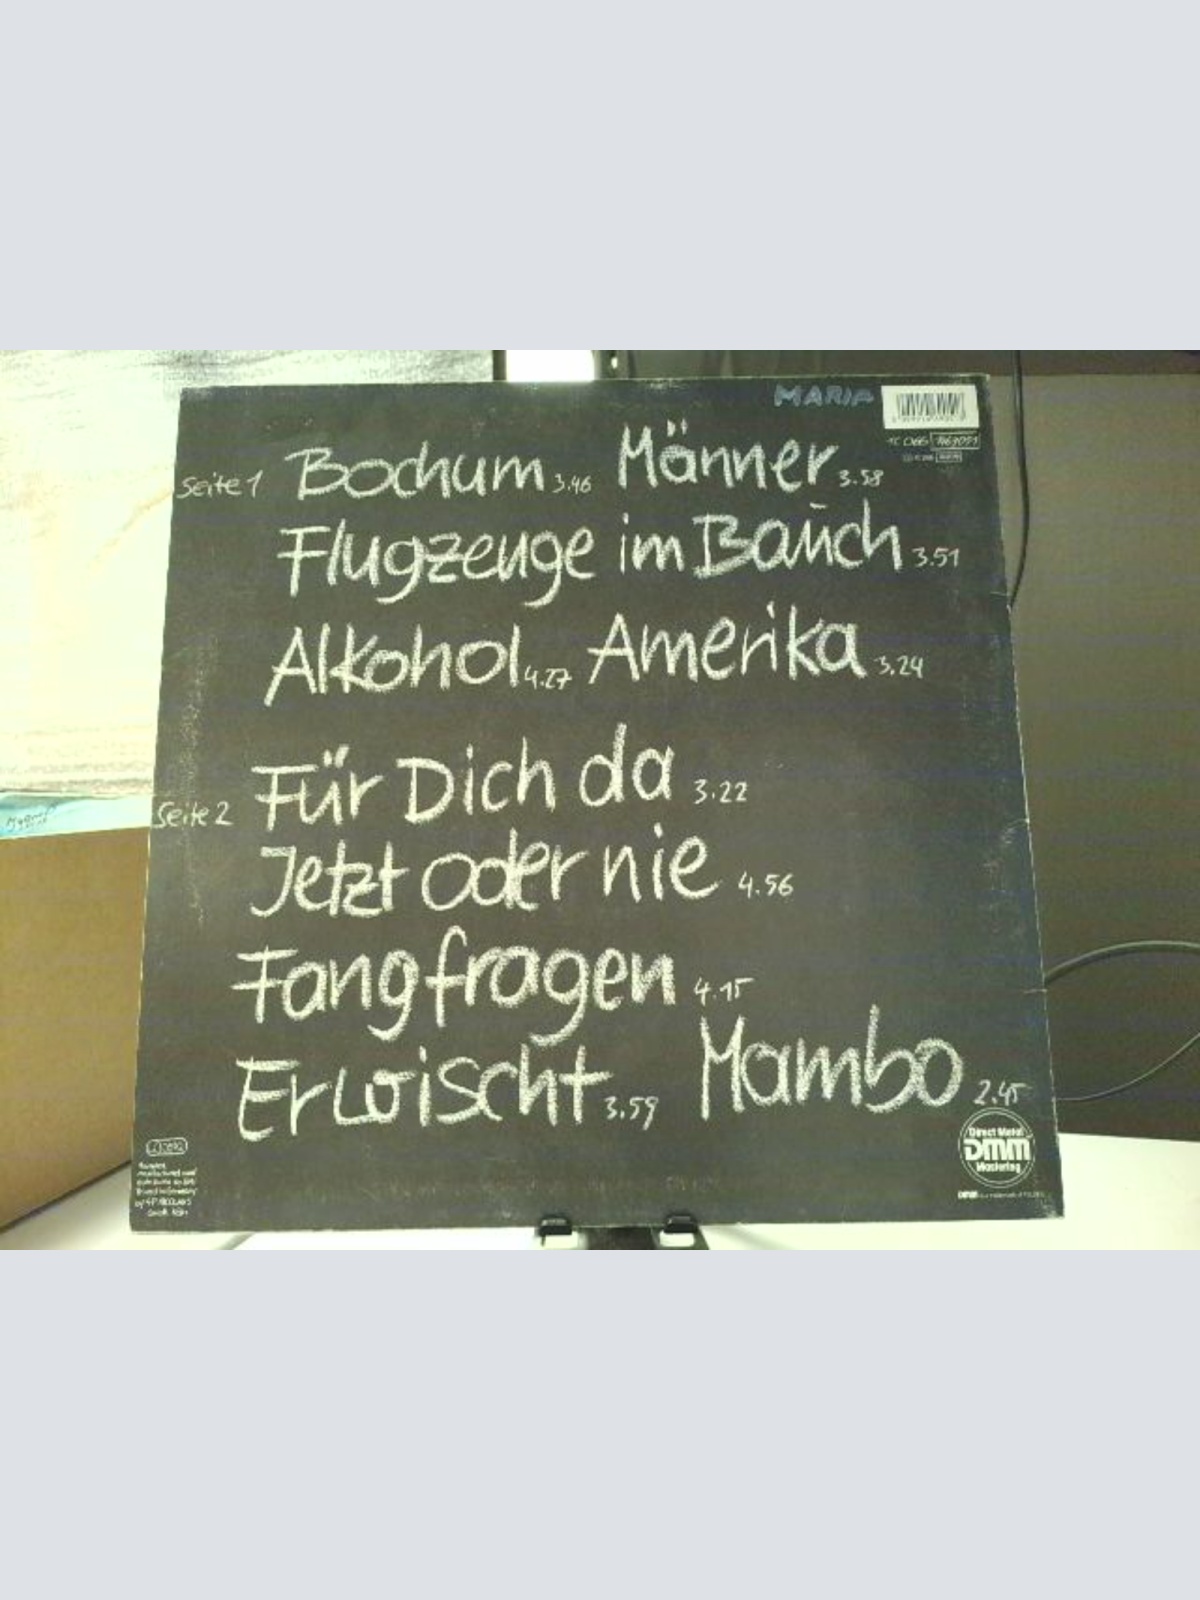 MARIA
Seite 1 Bochum 3.46 Männer 3.58
Flugzeuge im Bauch 3.51
Alkohol 4.27 Amerika 3.24
Seite 2 Für Dich da 3.22
Jetzt oder nie 4.56
Fangfragen 4.15
Erwischt 3.59 Mambo 2.45
Direct Metal
DMM
Mastering